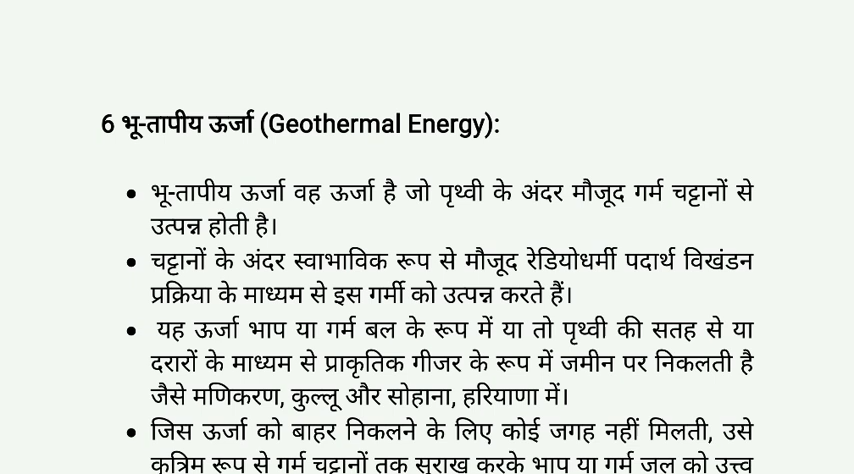 6 भू-तापीय ऊर्जा (Geothermal Energy):
• भू-तापीय ऊर्जा वह ऊर्जा है जो पृथ्वी के अंदर मौजूद गर्म चट्टानों से
उत्पन्न होती है।
• चट्टानों के अंदर स्वाभाविक रूप से मौजूद रेडियोधर्मी पदार्थ विखंडन
प्रक्रिया के माध्यम से इस गर्मी को उत्पन्न करते हैं।
• यह ऊर्जा भाप या गर्म बल के रूप में या तो पृथ्वी की सतह से या
दरारों के माध्यम से प्राकृतिक गीजर के रूप में जमीन पर निकलती है
जैसे मणिकरण, कुल्लू और सोहाना, हरियाणा में।
• जिस ऊर्जा को बाहर निकलने के लिए कोई जगह नहीं मिलती, उसे
कृत्रिम रूप से गर्म चट्टानों तक सुराख करके भाप या गर्म जल को उच्च